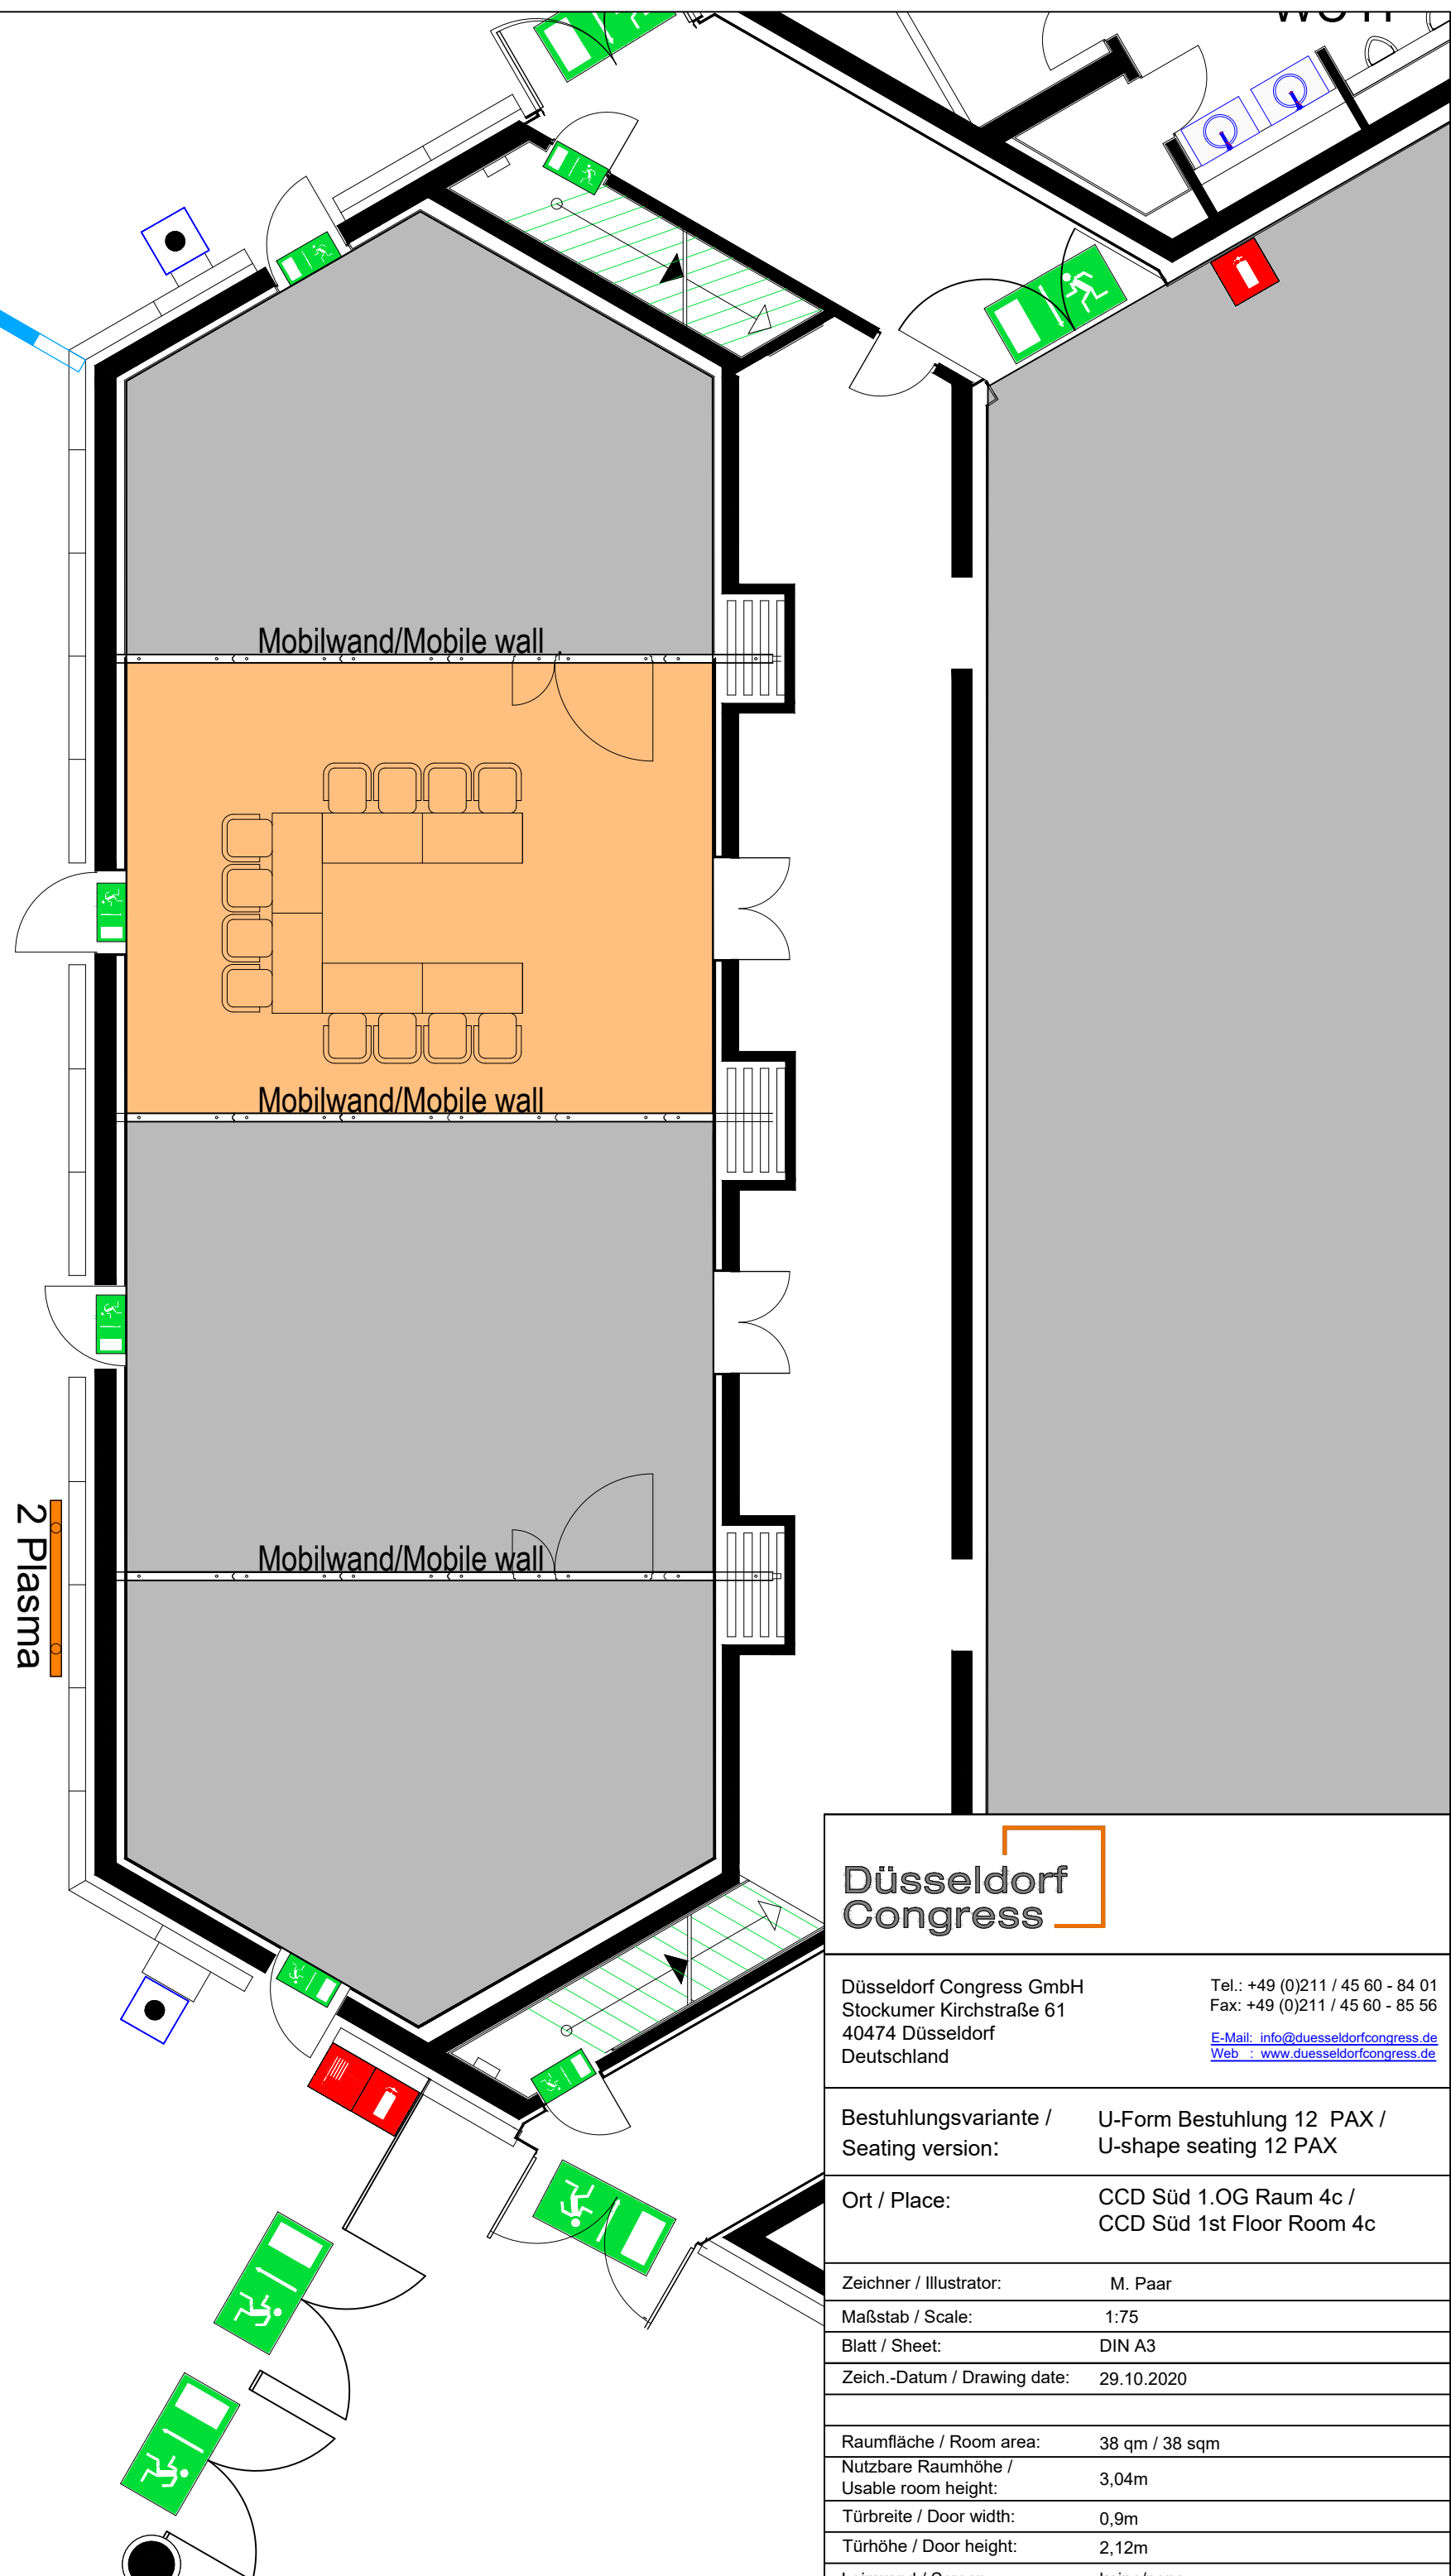 Mobilwand/Mobile wall
Mobilwand/Mobile wall
Mobilwand/Mobile wall
2 Plasma
Düsseldorf
Congress
Düsseldorf Congress GmbH
Stockumer Kirchstraße 61
40474 Düsseldorf
Deutschland
Tel.: +49 (0)211 / 45 60 - 84 01
Fax: +49 (0)211 / 45 60 - 85 56
E-Mail: info@duesseldorfcongress.de
Web : www.duesseldorfcongress.de
Bestuhlungsvariante /
Seating version:
U-Form Bestuhlung 12 PAX /
U-shape seating 12 PAX
Ort / Place:
CCD Süd 1.OG Raum 4c /
CCD Süd 1st Floor Room 4c
Zeichner / Illustrator: M. Paar
Maßstab / Scale: 1:75
Blatt / Sheet: DIN A3
Zeich.-Datum / Drawing date: 29.10.2020
Raumfläche / Room area: 38 qm / 38 sqm
Nutzbare Raumhöhe /
Usable room height: 3,04m
Türbreite / Door width: 0,9m
Türhöhe / Door height: 2,12m